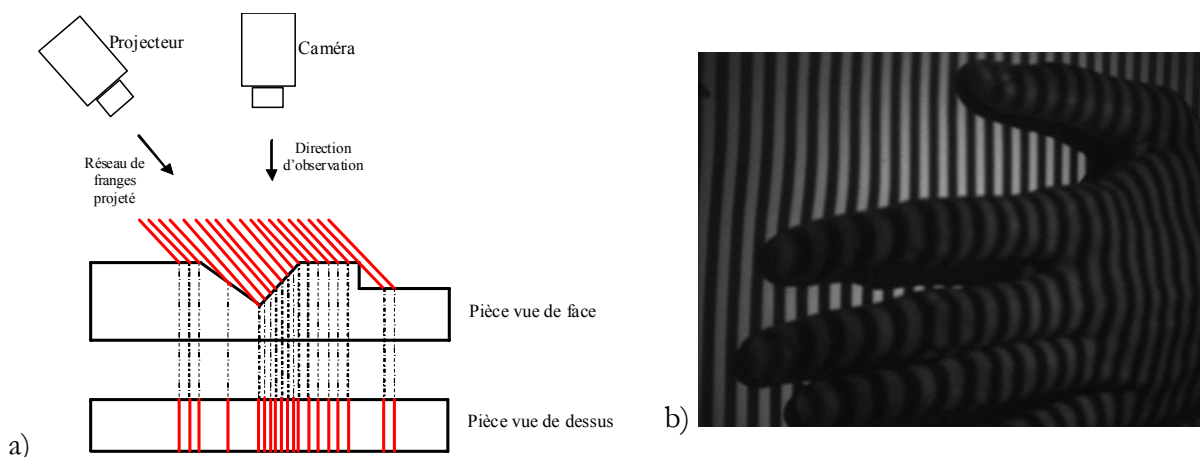 Projecteur
Caméra
Réseau de
franges
projeté
Direction
d'observation
Pièce vue de face
Pièce vue de dessus
a)
b)